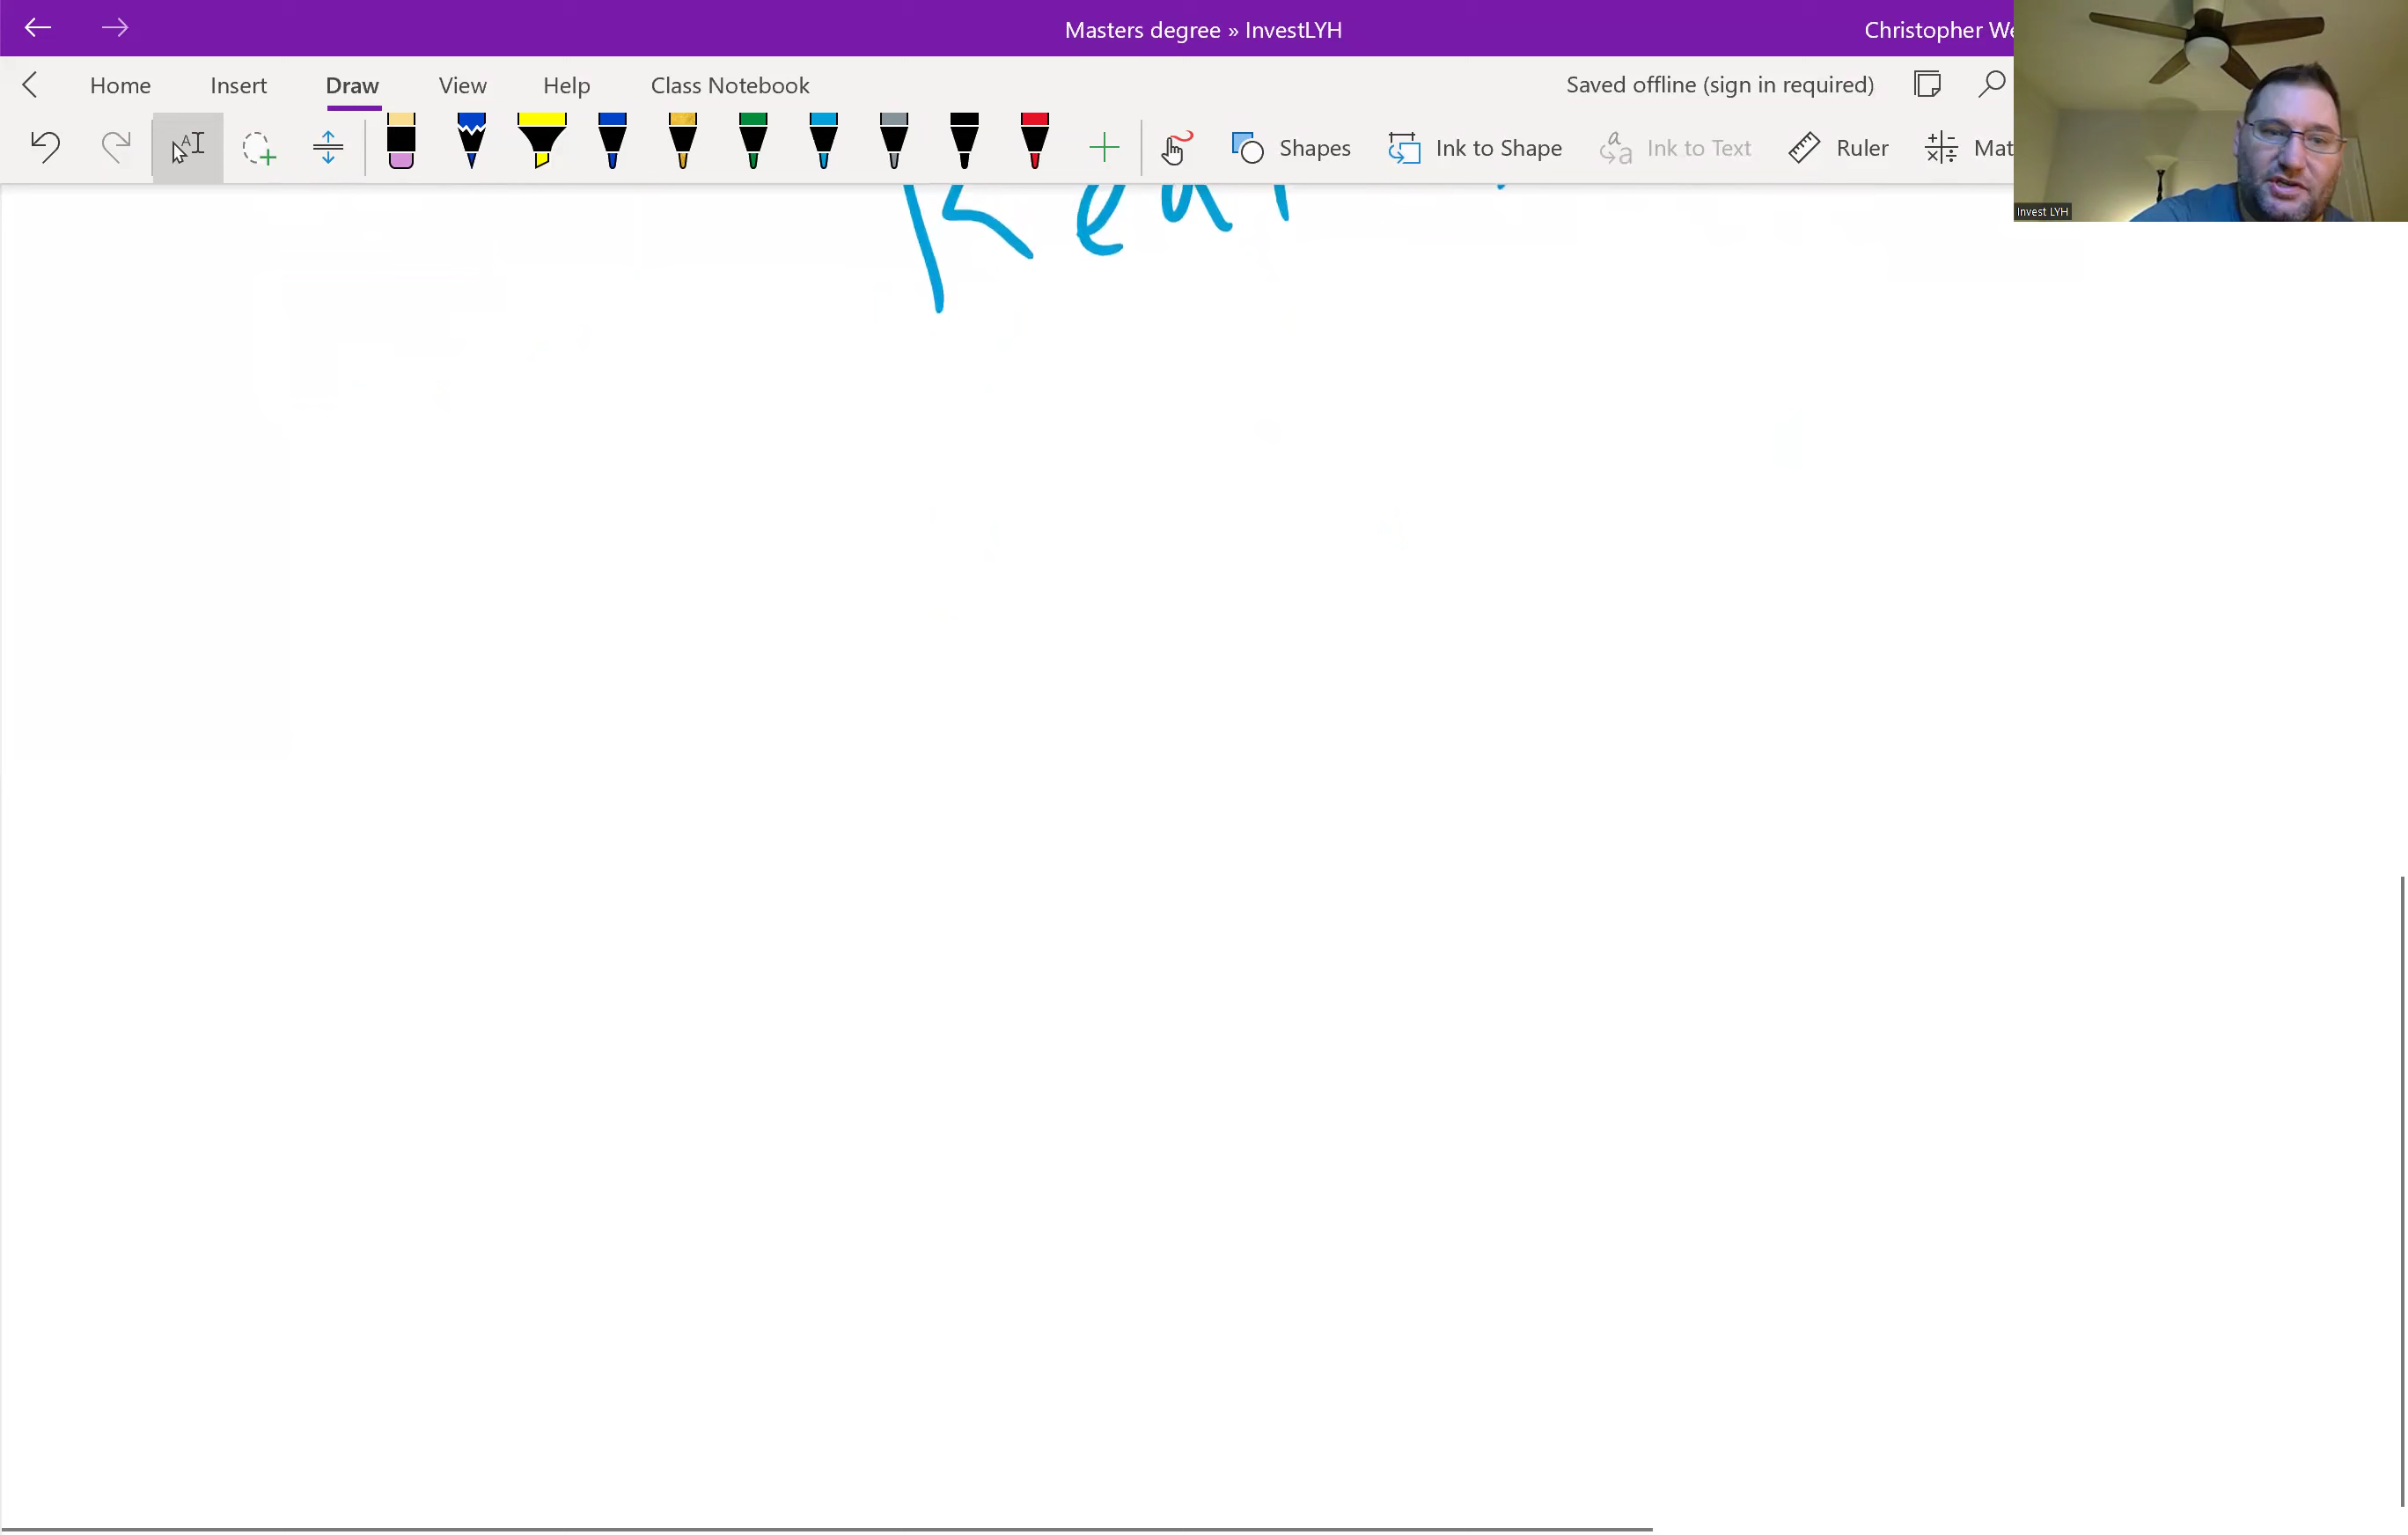 Masters degree » InvestLYH
Christopher We
Home Insert Draw View Help Class Notebook
Saved offline (sign in required)
A
Shapes
Ink to Shape
a a Ink to Text
Ruler
Mat
Invest LYH